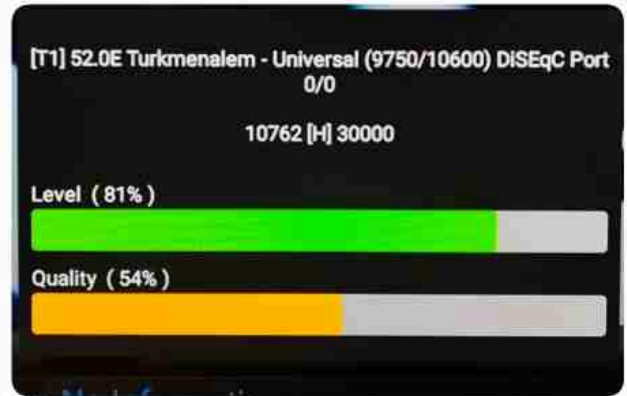 [T1] 52.0E Turkmenalem - Universal (9750/10600) DiSEqC Port
0/0
10762 [H] 30000
Level ( 81% )
Quality ( 54% )